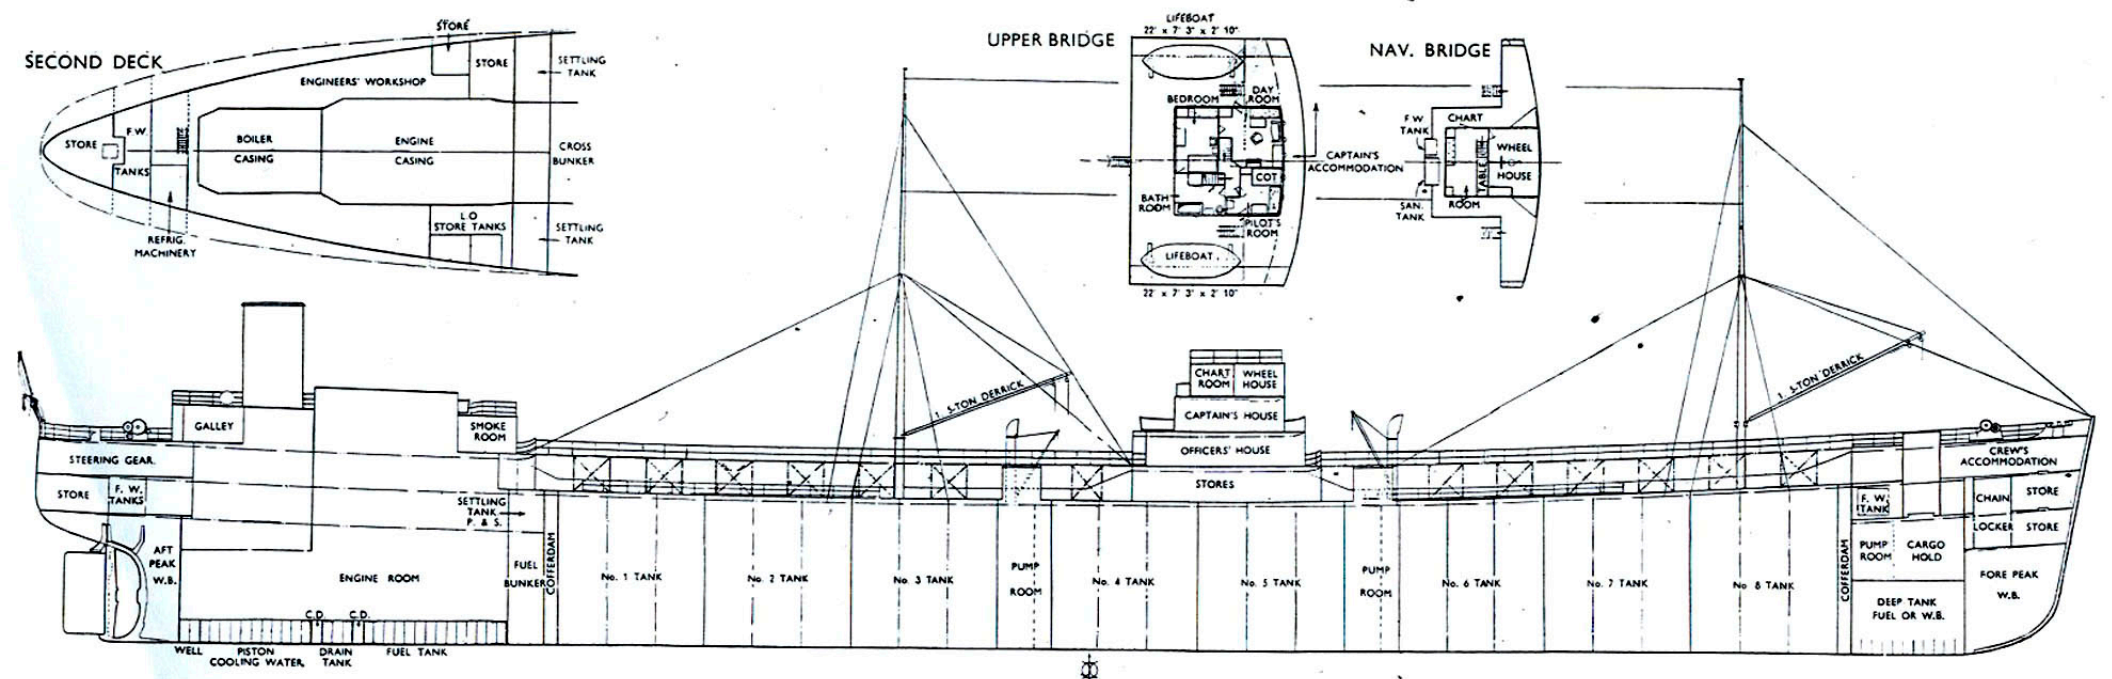 SECOND DECK
STORE
STORE
SETTLING
TANK
ENGINEERS' WORKSHOP
STORE
F.W.
TANKS
BOILER
CASING
ENGINE
CASING
CROSS
BUNKER
L O
STORE TANKS
SETTLING
TANK
REFRIG.
MACHINERY
UPPER BRIDGE
LIFEBOAT
22' x 7' 3" x 2' 10"
BEDROOM
DAY
ROOM
CAPTAIN'S
ACCOMMODATION
COT
BATH
ROOM
PILOT'S
ROOM
LIFEBOAT
22' x 7' 3" x 2' 10"
NAV. BRIDGE
F.W
TANK
CHART
TABLE
ROOM
WHEEL
HOUSE
SAN.
TANK
GALLEY
SMOKE
ROOM
STEERING GEAR.
STORE
F. W.
TANKS
SETTLING
TANK
P. & S.
AFT
PEAK
W.B.
ENGINE ROOM
FUEL
BUNKER
COFFERDAM
C.D.
C.D.
WELL
PISTON
COOLING WATER
DRAIN
TANK
FUEL TANK
No. 1 TANK
No. 2 TANK
No. 3 TANK
PUMP
ROOM
No. 4 TANK
No. 5 TANK
PUMP
ROOM
No. 6 TANK
No. 7 TANK
No 8 TANK
COFFERDAM
1. 5-TON DERRICK
CHART
ROOM
WHEEL
HOUSE
CAPTAIN'S HOUSE
OFFICERS' HOUSE
STORES
1. 5-TON DERRICK
CREW'S
ACCOMMODATION
F. W.
TANK
CHAIN
LOCKER
STORE
STORE
PUMP
ROOM
CARGO
HOLD
DEEP TANK
FUEL OR W.B.
FORE PEAK
W.B.